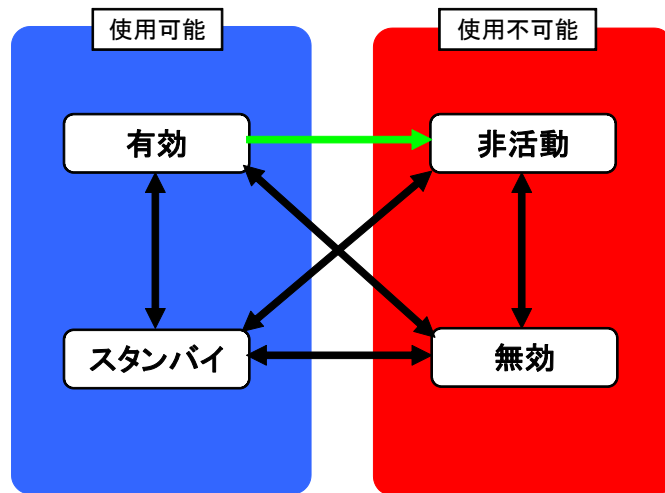 使用可能
使用不可能
有効
非活動
スタンバイ
無効